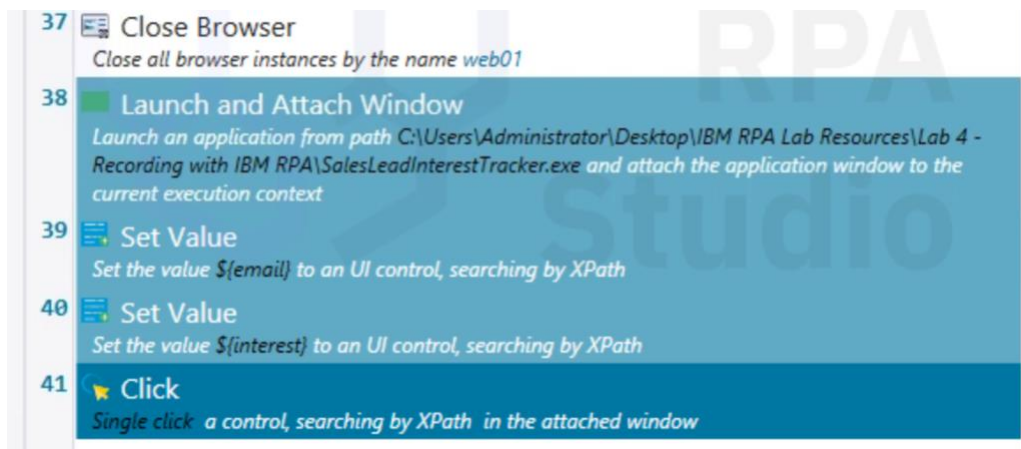 37 Close Browser
Close all browser instances by the name web01
38 Launch and Attach Window
Launch an application from path C:\Users\Administrator\Desktop\IBM RPA Lab Resources\Lab 4 -
Recording with IBM RPA\SalesLeadInterestTracker.exe and attach the application window to the
current execution context
39 Set Value
Set the value ${email} to an UI control, searching by XPath
40 Set Value
Set the value ${interest} to an UI control, searching by XPath
41 Click
Single click a control, searching by XPath in the attached window
RPA
Studio